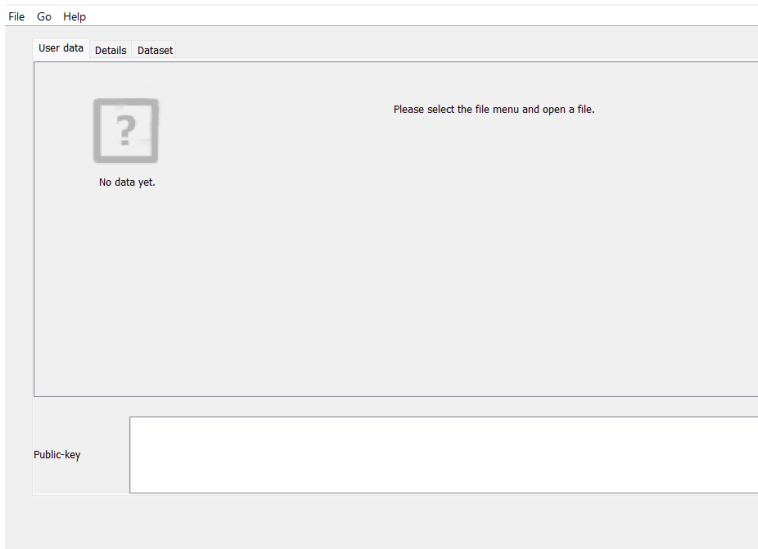 File Go Help
User data Details Dataset
?
Please select the file menu and open a file.
No data yet.
Public-key